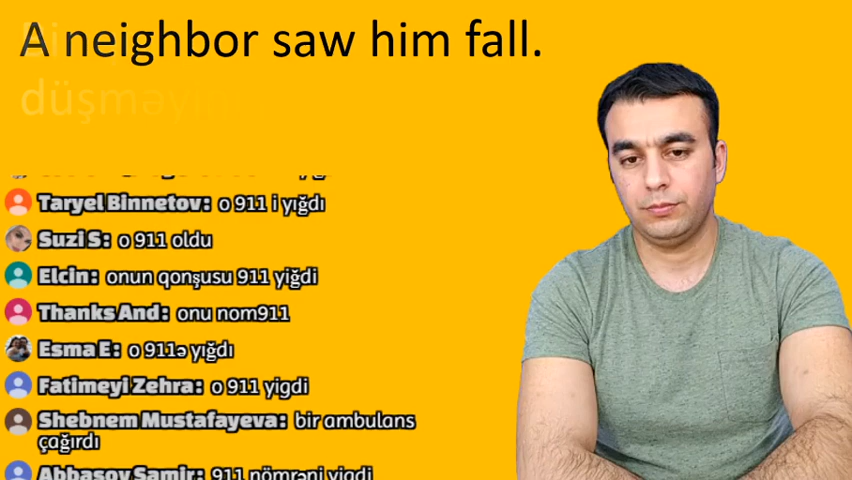 A neighbor saw him fall.
Taryel Binnetov: o 911 i yığdı
Suzi S: o 911 oldu
Elcin: onun qonşusu 911 yiğdi
Thanks And: onu nom911
Esma E: o 911ə yığdı
Fatimeyi Zehra: o 911 yigdi
Shebnem Mustafayeva: bir ambulans
çağırdı
Abbasov Samir: 911 nömrəni yigdi